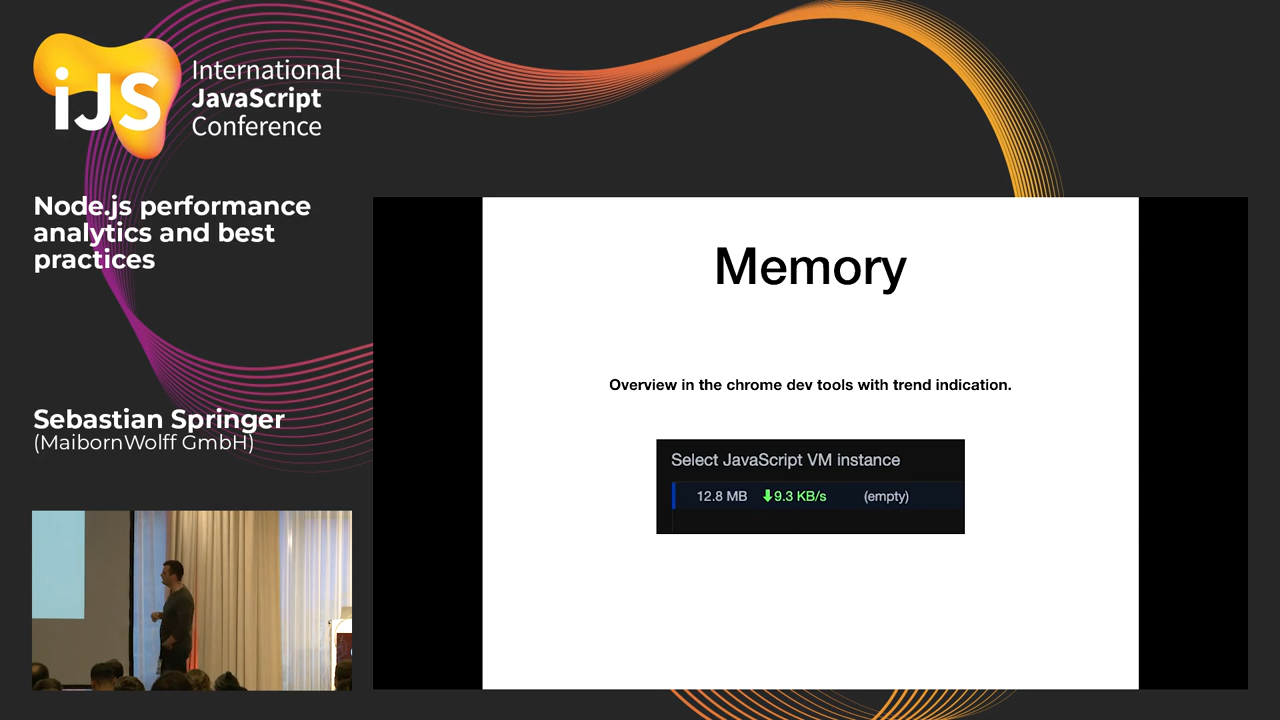 iJS
International
JavaScript
Conference
Node.js performance
analytics and best
practices
Sebastian Springer
(MaibornWolff GmbH)
Memory
Overview in the chrome dev tools with trend indication.
Select JavaScript VM instance
12.8 MB 9.3 KB/s (empty)